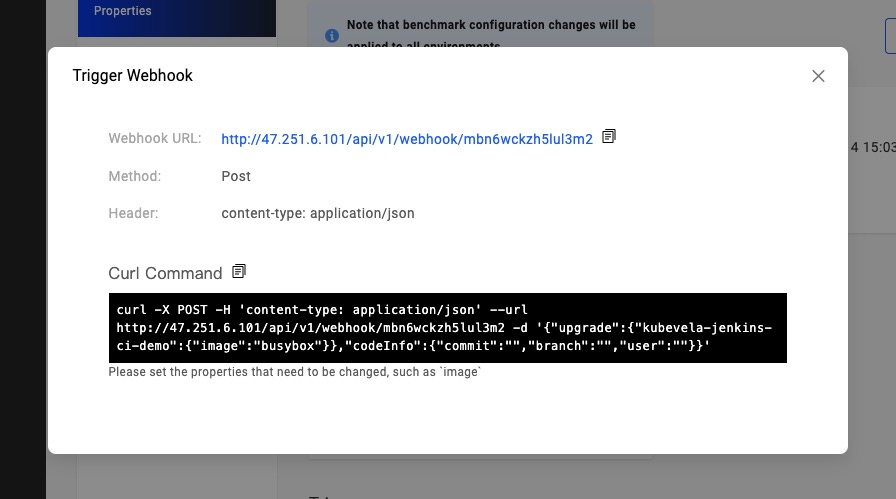 Properties
Note that benchmark configuration changes will be
applied to all environments
Trigger Webhook
4 15:03
Webhook URL: http://47.251.6.101/api/v1/webhook/mbn6wckzh5lul3m2
Method: Post
Header: content-type: application/json
Curl Command
curl -X POST -H 'content-type: application/json' --url
http://47.251.6.101/api/v1/webhook/mbn6wckzh5lul3m2 -d '{"upgrade":{"kubevela-jenkins-
ci-demo":{"image":"busybox"}},"codeInfo":{"commit":"","branch":"","user":""}}'
Please set the properties that need to be changed, such as `image`